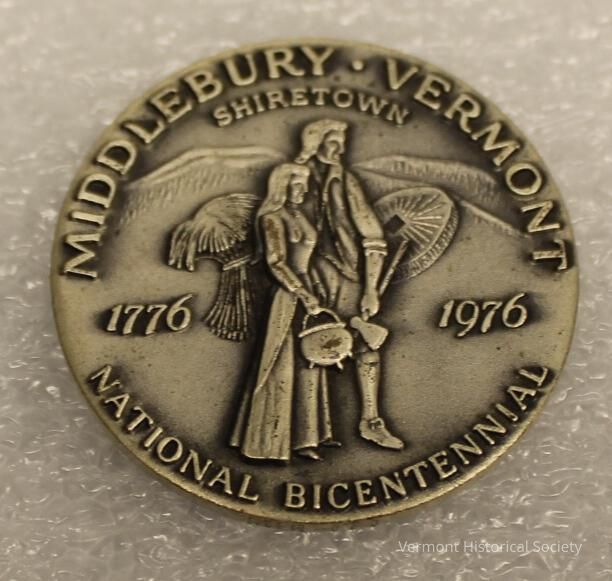 MIDDLEBURY · VERMONT
SHIRETOWN
1776 1976
NATIONAL BICENTENNIAL
Vermont Historical Society